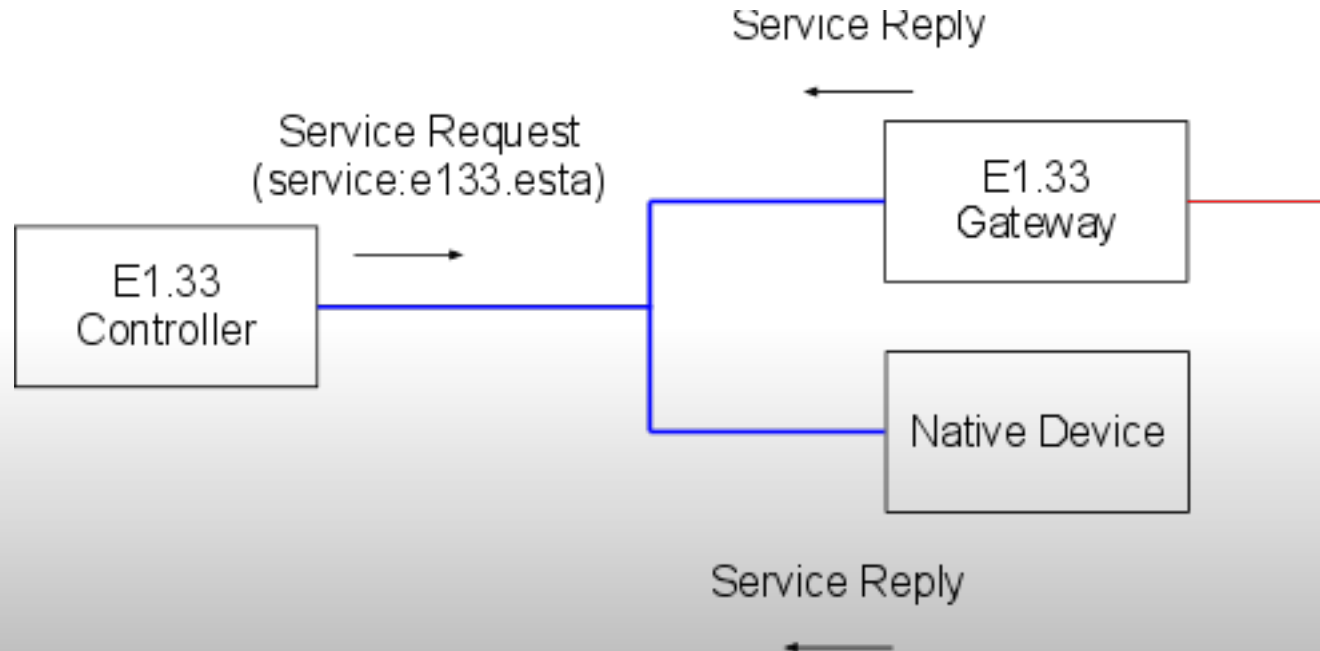 Service Reply
Service Request
(service:e133.esta)
E1.33
Gateway
E1.33
Controller
Native Device
Service Reply